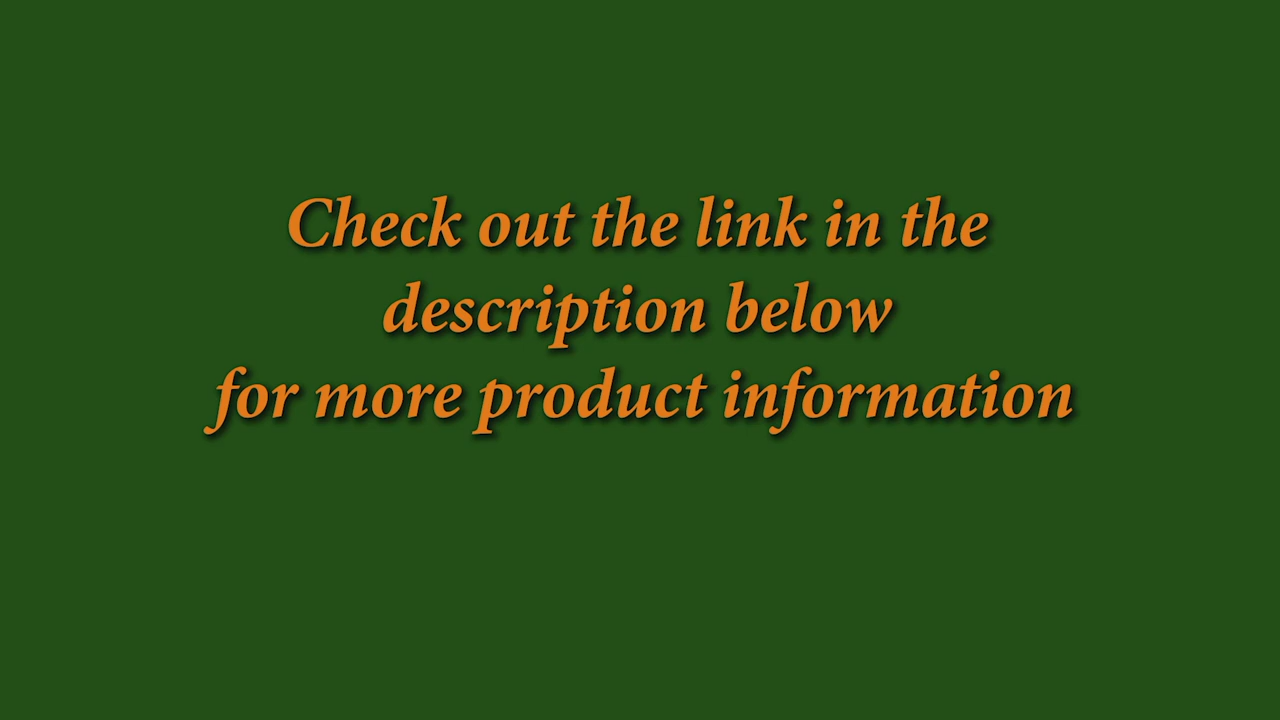 Check out the link in the
description below
for more product information